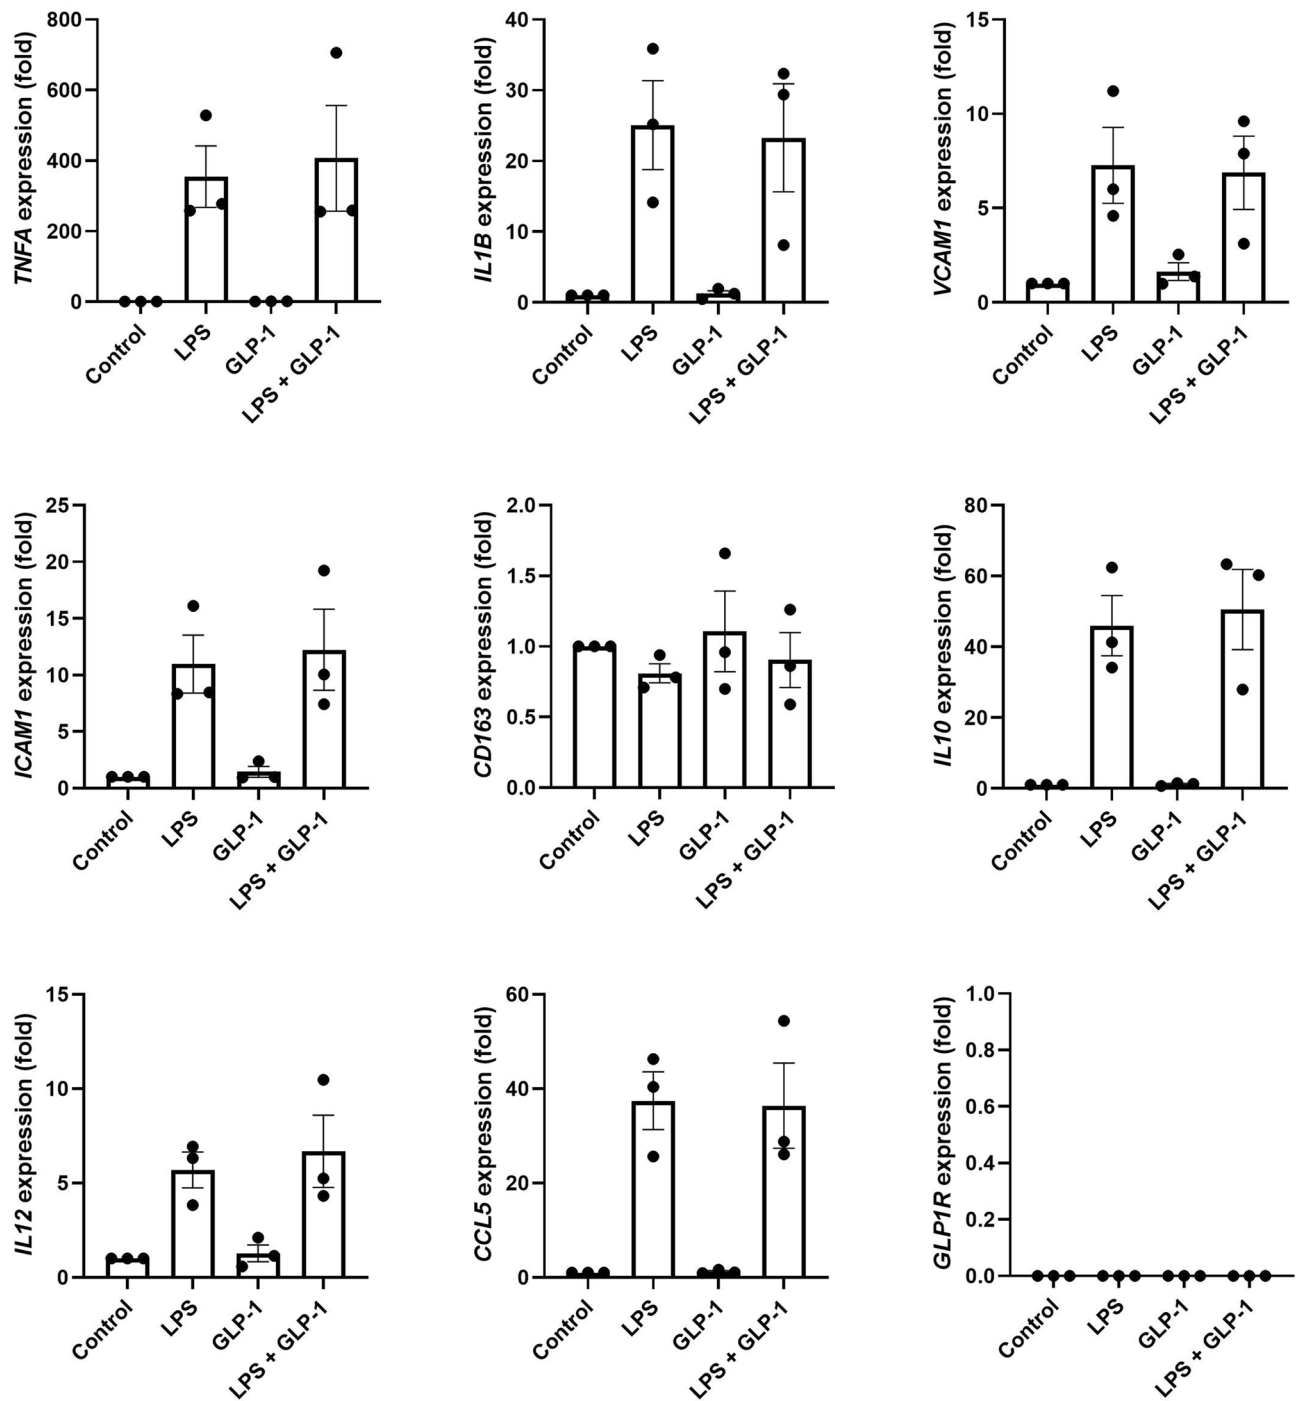 TNFA expression (fold)
800
600
400
200
0
Control
LPS
GLP-1
LPS + GLP-1
IL1B expression (fold)
40
30
20
10
0
Control
LPS
GLP-1
LPS + GLP-1
VCAM1 expression (fold)
15
10
5
0
Control
LPS
GLP-1
LPS + GLP-1
ICAM1 expression (fold)
25
20
15
10
5
0
Control
LPS
GLP-1
LPS + GLP-1
CD163 expression (fold)
2.0
1.5
1.0
0.5
0.0
Control
LPS
GLP-1
LPS + GLP-1
IL10 expression (fold)
80
60
40
20
0
Control
LPS
GLP-1
LPS + GLP-1
IL12 expression (fold)
15
10
5
0
Control
LPS
GLP-1
LPS + GLP-1
CCL5 expression (fold)
60
40
20
0
Control
LPS
GLP-1
LPS + GLP-1
GLP1R expression (fold)
1.0
0.8
0.6
0.4
0.2
0.0
Control
LPS
GLP-1
LPS + GLP-1